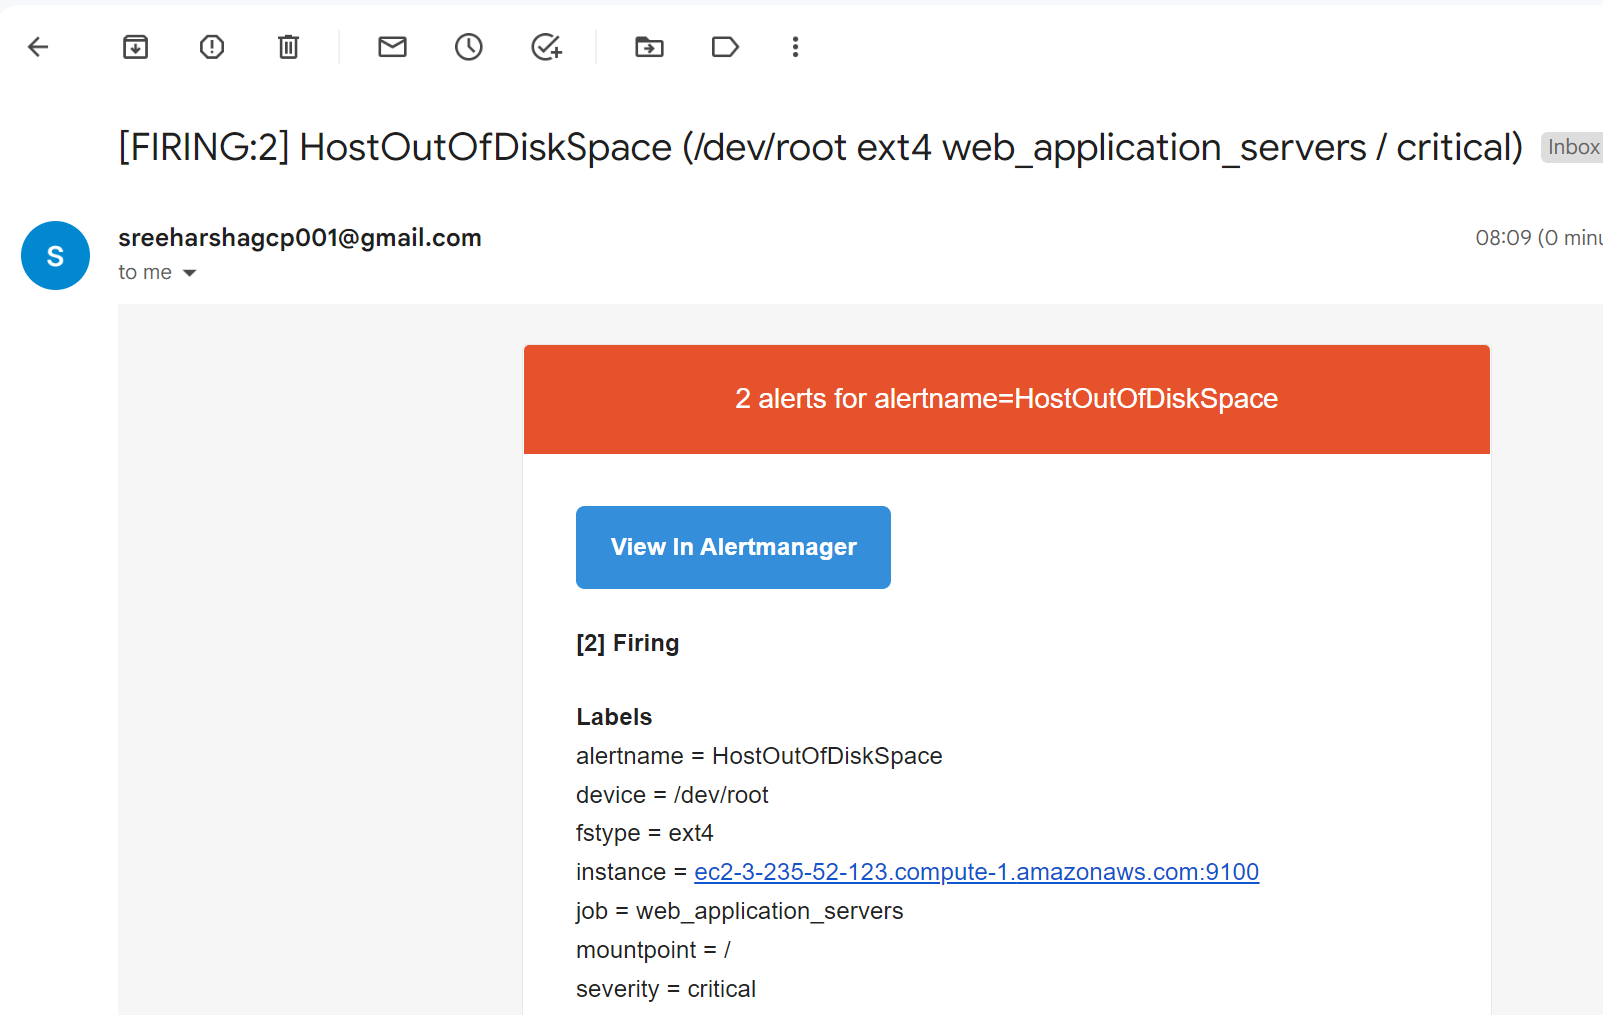 [FIRING:2] HostOutOfDiskSpace (/dev/root ext4 web_application_servers / critical) Inbox
S
sreeharshagcp001@gmail.com 08:09 (0 minu
to me
2 alerts for alertname=HostOutOfDiskSpace
View In Alertmanager
[2] Firing
Labels
alertname = HostOutOfDiskSpace
device = /dev/root
fstype = ext4
instance = ec2-3-235-52-123.compute-1.amazonaws.com:9100
job = web_application_servers
mountpoint = /
severity = critical